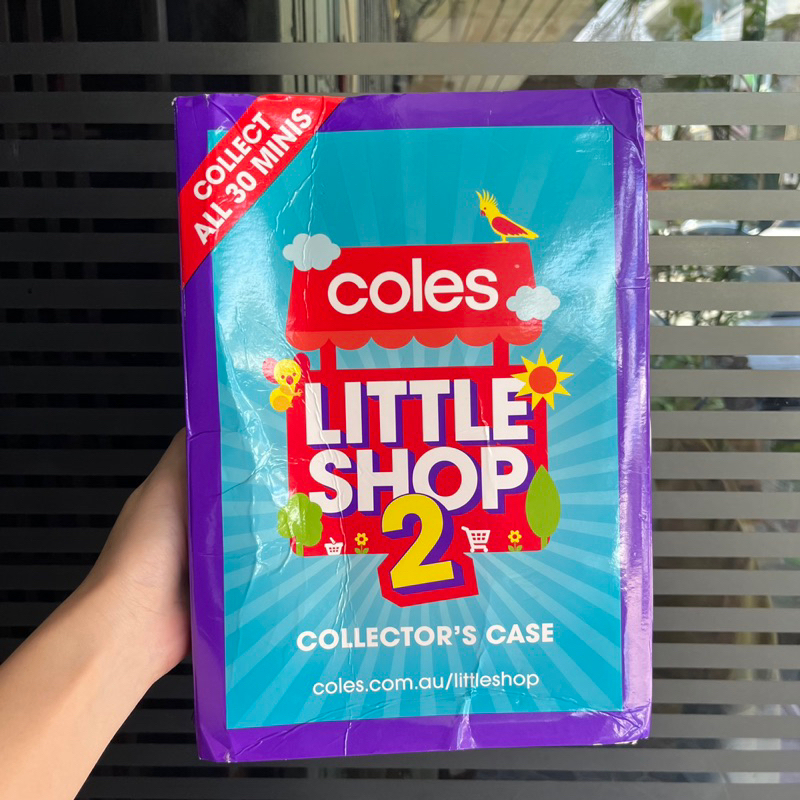 COLLECT
ALL 30 MINIS
coles
LITTLE
SHOP
2
COLLECTOR'S CASE
coles.com.au/littleshop